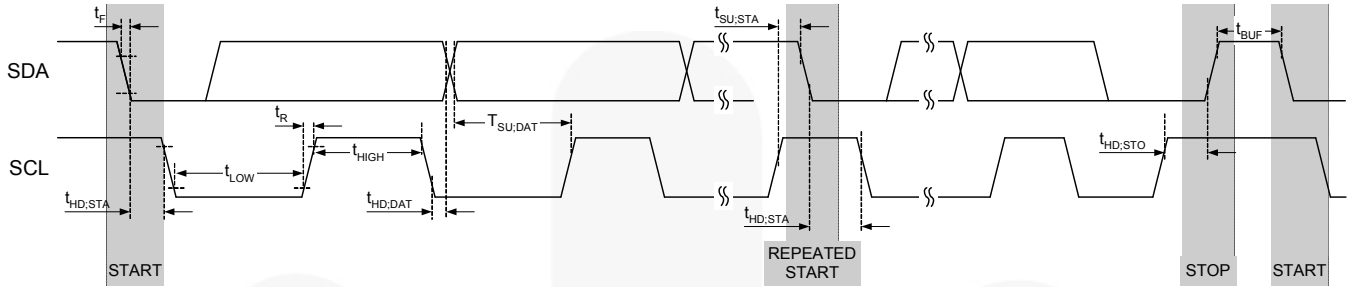 tF
tSU;STA
tBUF
SDA
tR
TSU;DAT
tHIGH
tHD;STO
SCL
tLOW
tHD;STA
tHD;DAT
tHD;STA
START
REPEATED
START
STOP
START